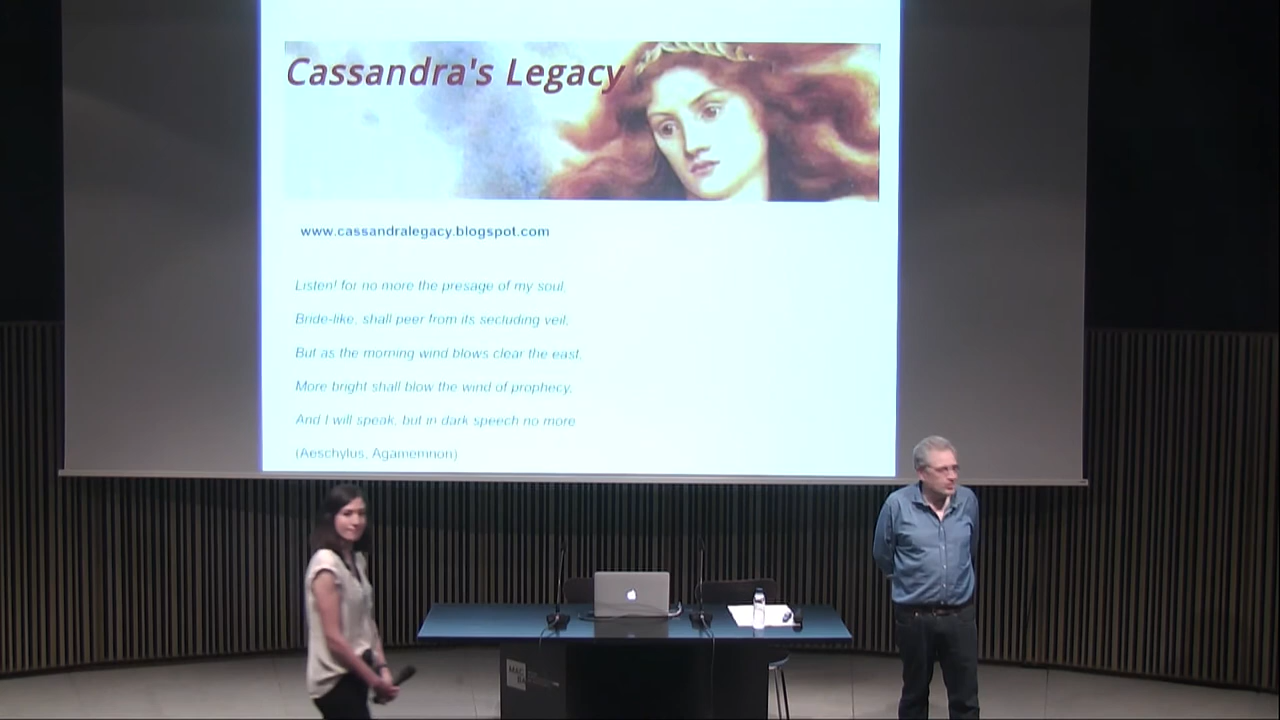 Cassandra's Legacy
www.cassandralegacy.blogspot.com
Listen! for no more the presage of my soul,
Bride-like, shall peer from its secluding veil;
But as the morning wind blows clear the east,
More bright shall blow the wind of prophecy,
And I will speak, but in dark speech no more
(Aeschylus, Agamemnon)
MAC
BA